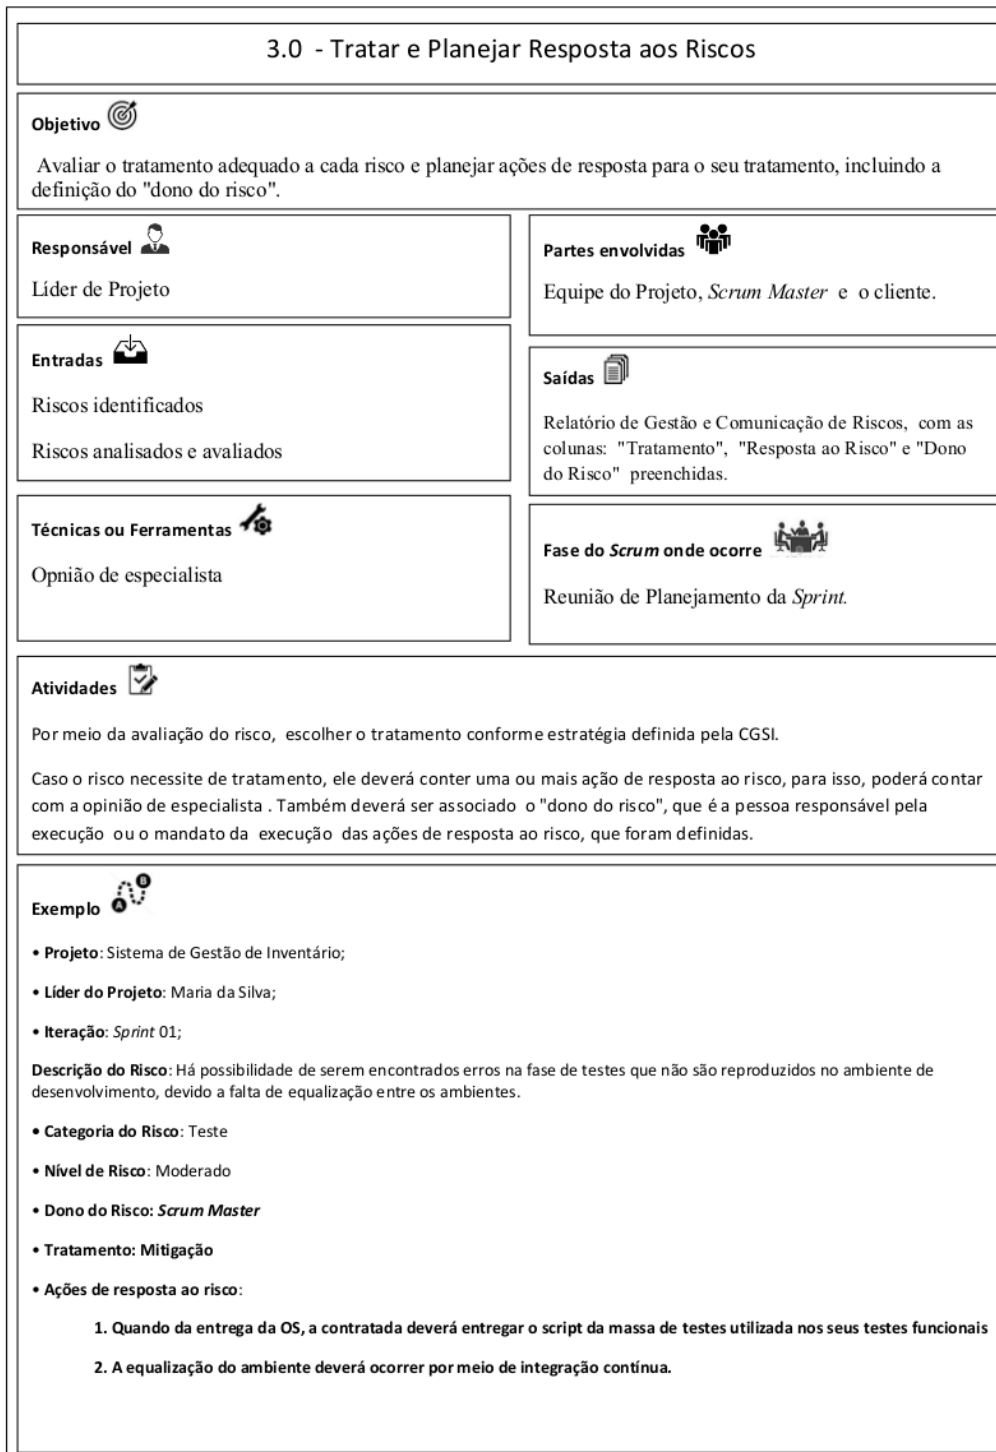 3.0 - Tratar e Planejar Resposta aos Riscos
Objetivo
Avaliar o tratamento adequado a cada risco e planejar ações de resposta para o seu tratamento, incluindo a
definição do "dono do risco".
Responsável
Líder de Projeto
Partes envolvidas
Equipe do Projeto, Scrum Master e o cliente.
Entradas
Riscos identificados
Riscos analisados e avaliados
Saídas
Relatório de Gestão e Comunicação de Riscos, com as
colunas: "Tratamento", "Resposta ao Risco" e "Dono
do Risco" preenchidas.
Técnicas ou Ferramentas
Opnião de especialista
Fase do Scrum onde ocorre
Reunião de Planejamento da Sprint.
Atividades
Por meio da avaliação do risco, escolher o tratamento conforme estratégia definida pela CGSI.
Caso o risco necessite de tratamento, ele deverá conter uma ou mais ação de resposta ao risco, para isso, poderá contar
com a opinião de especialista . Também deverá ser associado o "dono do risco", que é a pessoa responsável pela
execução ou o mandato da execução das ações de resposta ao risco, que foram definidas.
Exemplo
A
B
• Projeto: Sistema de Gestão de Inventário;
• Líder do Projeto: Maria da Silva;
• Iteração: Sprint 01;
Descrição do Risco: Há possibilidade de serem encontrados erros na fase de testes que não são reproduzidos no ambiente de
desenvolvimento, devido a falta de equalização entre os ambientes.
• Categoria do Risco: Teste
• Nível de Risco: Moderado
• Dono do Risco: Scrum Master
• Tratamento: Mitigação
• Ações de resposta ao risco:
1. Quando da entrega da OS, a contratada deverá entregar o script da massa de testes utilizada nos seus testes funcionais
2. A equalização do ambiente deverá ocorrer por meio de integração contínua.